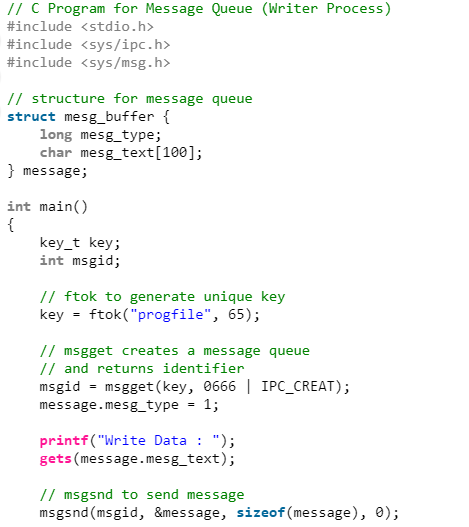 // C Program for Message Queue (Writer Process)
#include <stdio.h>
#include <sys/ipc.h>
#include <sys/msg.h>

// structure for message queue
struct mesg_buffer {
    long mesg_type;
    char mesg_text[100];
} message;

int main()
{
    key_t key;
    int msgid;

    // ftok to generate unique key
    key = ftok("progfile", 65);

    // msgget creates a message queue
    // and returns identifier
    msgid = msgget(key, 0666 | IPC_CREAT);
    message.mesg_type = 1;

    printf("Write Data : ");
    gets(message.mesg_text);

    // msgsnd to send message
    msgsnd(msgid, &message, sizeof(message), 0);